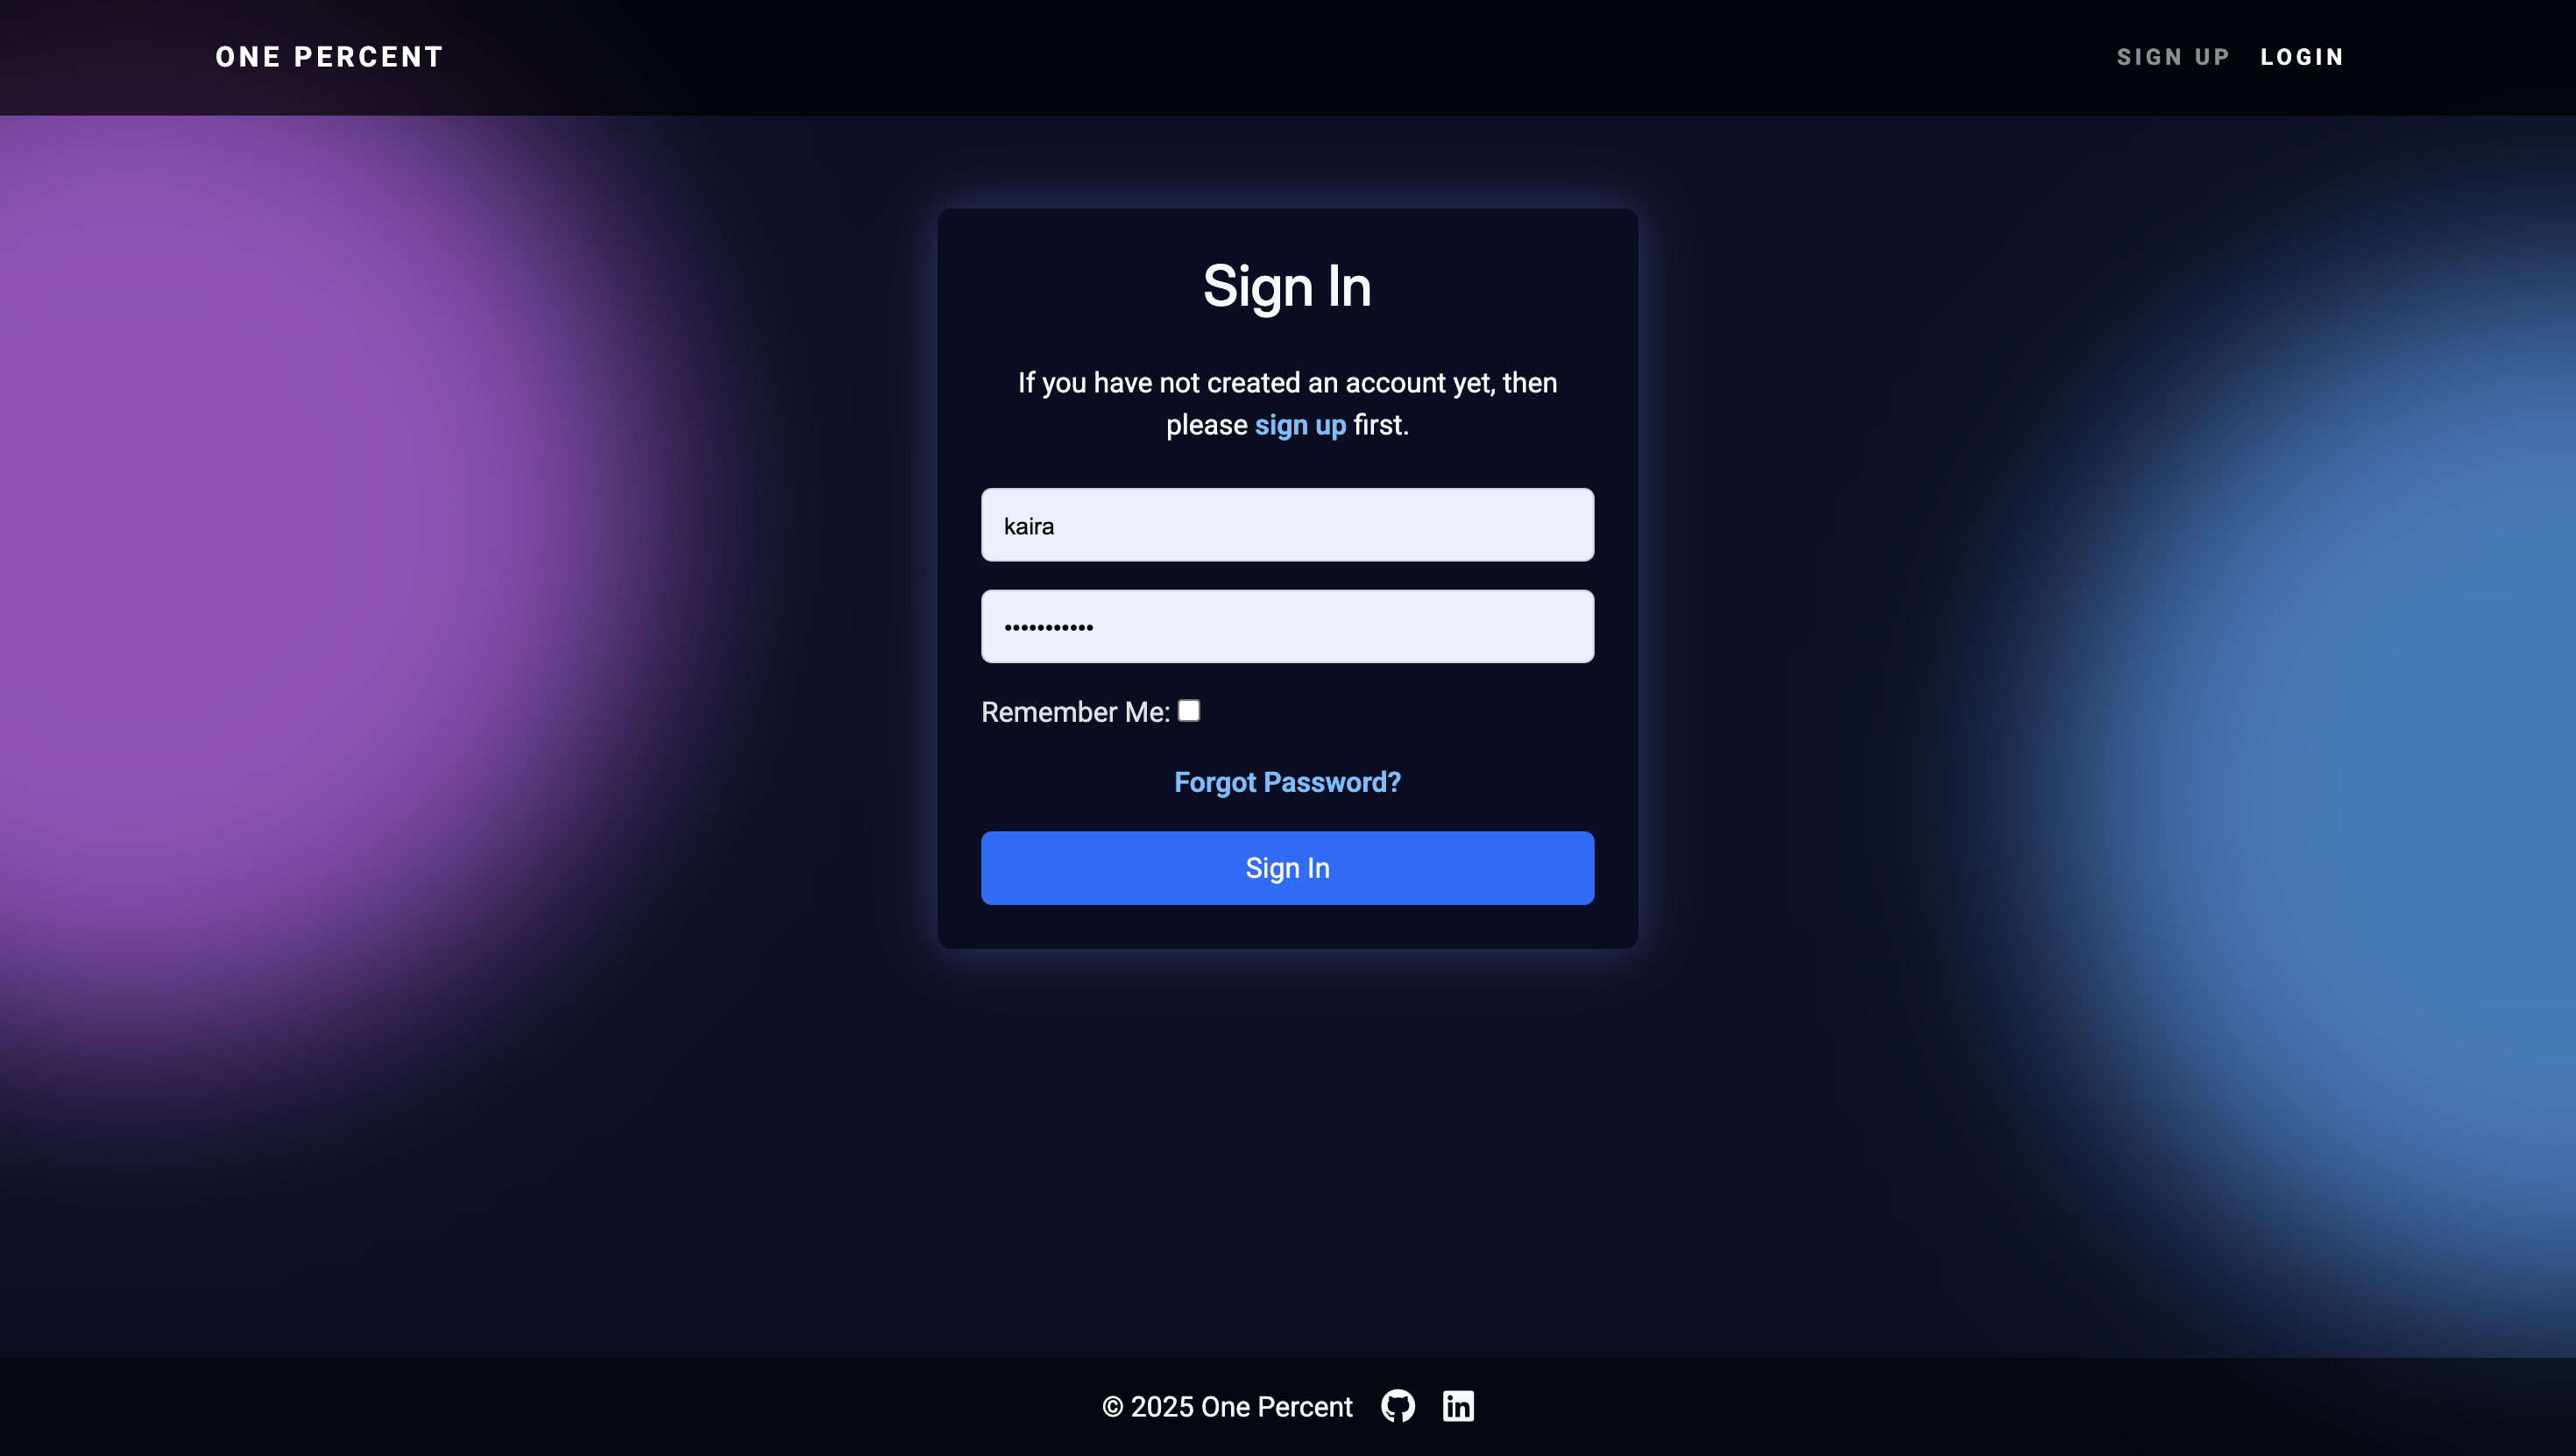 ONE PERCENT
SIGN UP LOGIN
Sign In
If you have not created an account yet, then
please sign up first.
kaira
•••••••••••
Remember Me:
Forgot Password?
Sign In
© 2025 One Percent